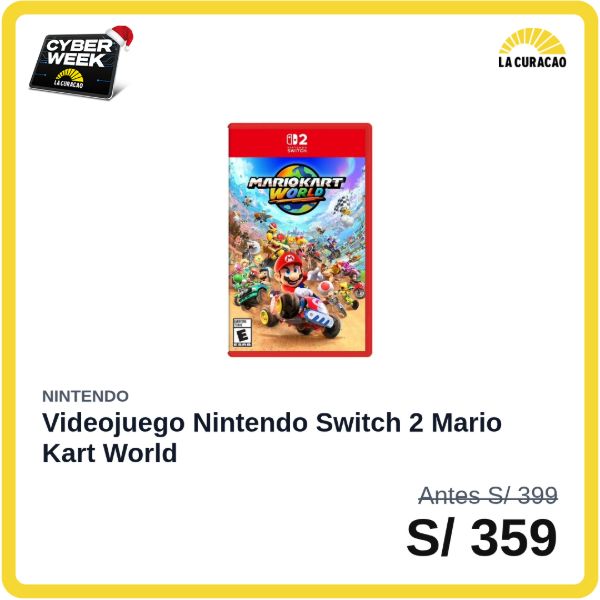 CYBER
WEEK
LA CURACAO
LA CURACAO
2
SWITCH
MARIOKART
WORLD
E
NINTENDO
Videojuego Nintendo Switch 2 Mario
Kart World
Antes S/ 399
S/ 359